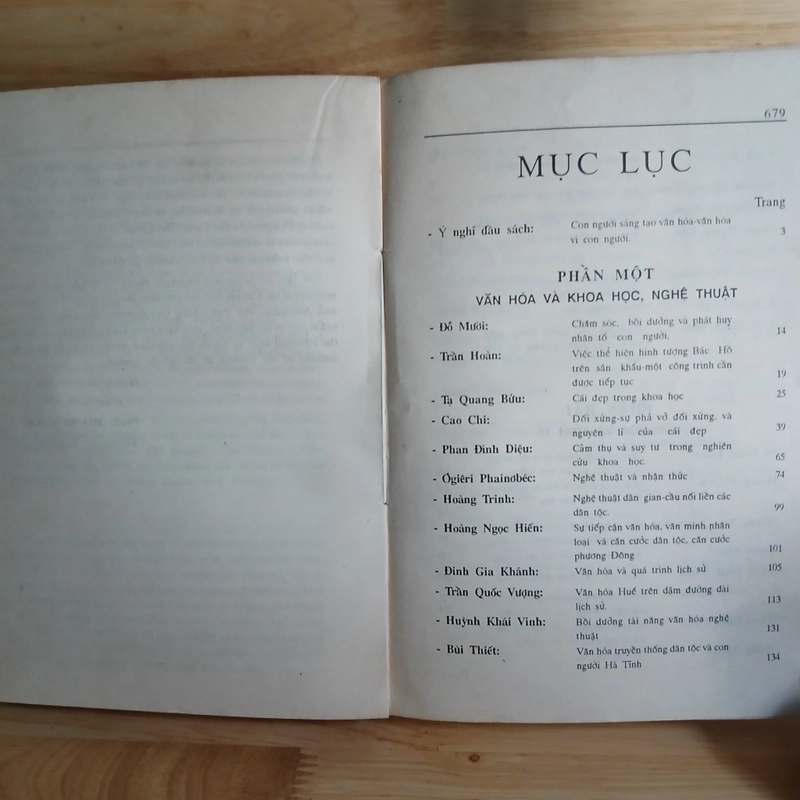 679
MỤC LỤC
Trang
- Ý nghĩ đầu sách: Con người sáng tạo văn hóa-văn hóa
vì con người. 3
PHẦN MỘT
VĂN HÓA VÀ KHOA HỌC, NGHỆ THUẬT
- Đỗ Mười: Chăm sóc, bồi dưỡng và phát huy
nhân tố con người. 14
- Trần Hoàn: Việc thể hiện hình tượng Bác Hồ
trên sân khấu-một công trình cần
được tiếp tục 19
- Tạ Quang Bửu: Cái đẹp trong khoa học 25
- Cao Chi: Đối xứng-sự phá vỡ đối xứng, và
nguyên lí của cái đẹp 39
- Phan Đình Diệu: Cảm thụ và suy tư trong nghiên
cứu khoa học. 65
- Ôgiêri Phainơbéc: Nghệ thuật và nhận thức 74
- Hoàng Trinh: Nghệ thuật dân gian-cầu nối liền các
dân tộc. 99
- Hoàng Ngọc Hiến: Sự tiếp cận văn hóa, văn minh nhân
loại và căn cước dân tộc, căn cước
phương Đông 101
- Đinh Gia Khánh: Văn hóa và quá trình lịch sử 105
- Trần Quốc Vượng: Văn hóa Huế trên dặm đường dài
lịch sử. 113
- Huỳnh Khái Vinh: Bồi dưỡng tài năng văn hóa nghệ
thuật 131
- Bùi Thiết: Văn hóa truyền thống dân tộc và con
người Hà Tĩnh 134